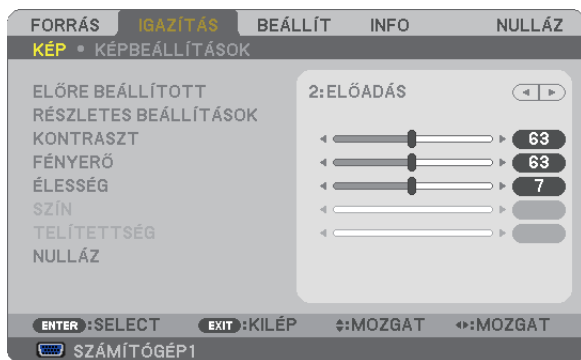 FORRÁS IGAZÍTÁS BEÁLLÍT INFO NULLÁZ
KÉP • KÉPBEÁLLÍTÁSOK
ELŐRE BEÁLLÍTOTT 2:ELŐADÁS
RÉSZLETES BEÁLLÍTÁSOK
KONTRASZT 63
FÉNYERŐ 63
ÉLESSÉG 7
SZÍN
TELÍTETTSÉG
NULLÁZ
ENTER :SELECT EXIT :KILÉP :MOZGAT :MOZGAT
SZÁMÍTÓGÉP1